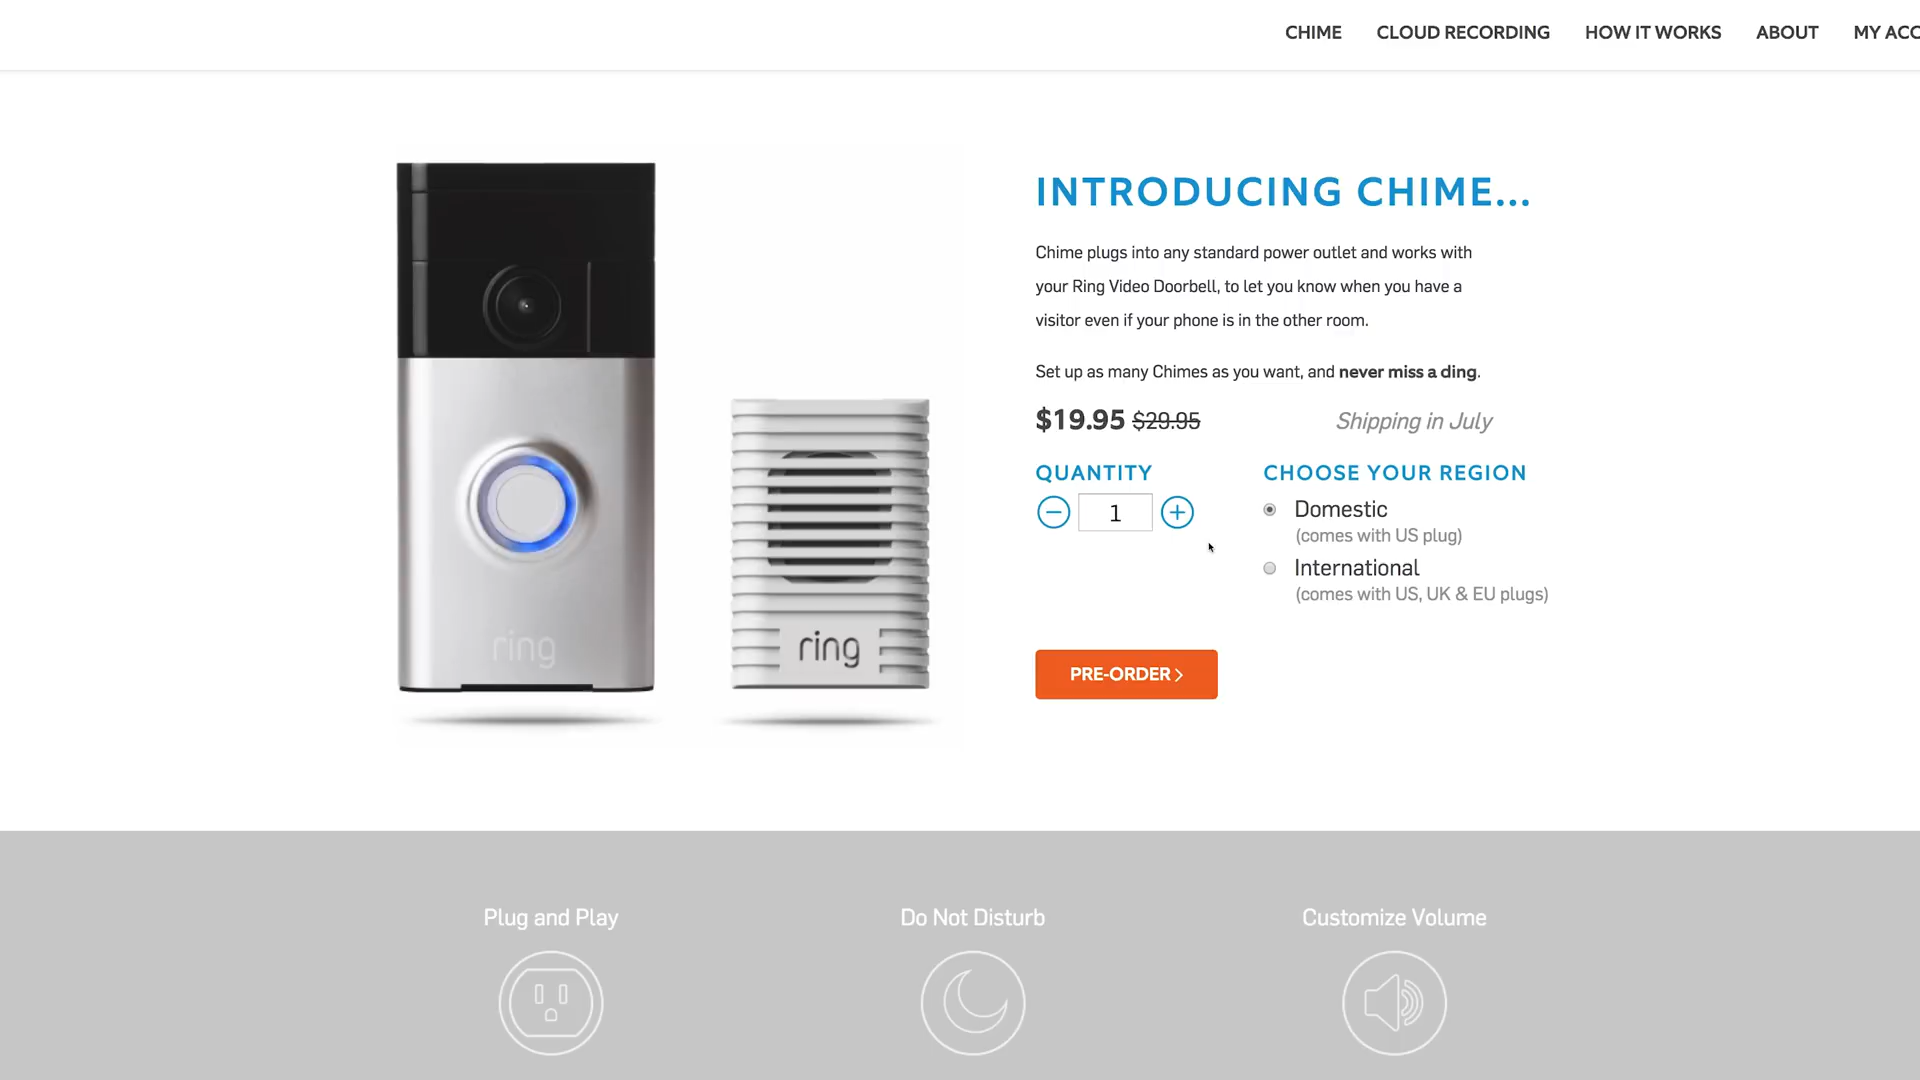 CHIME CLOUD RECORDING HOW IT WORKS ABOUT MY ACC
INTRODUCING CHIME...
Chime plugs into any standard power outlet and works with
your Ring Video Doorbell, to let you know when you have a
visitor even if your phone is in the other room.
Set up as many Chimes as you want, and never miss a ding.
$19.95 $29.95 Shipping in July
QUANTITY
1
CHOOSE YOUR REGION
Domestic
(comes with US plug)
International
(comes with US, UK & EU plugs)
PRE-ORDER >
ring
ring
Plug and Play
Do Not Disturb
Customize Volume